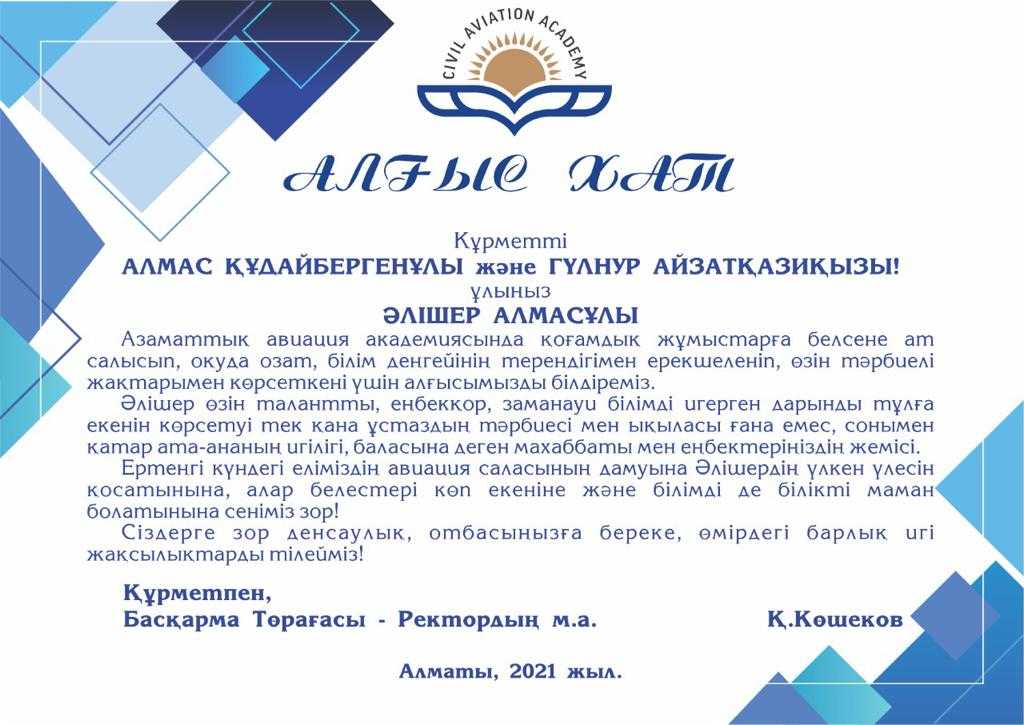 CIVIL AVIATION ACADEMY
АЛҒЫС ХАТ
Құрметті
АЛМАС ҚҰДАЙБЕРГЕНҰЛЫ және ГҮЛНУР АЙЗАТҚАЗИҚЫЗЫ!
ұлыңыз
ӘЛІШЕР АЛМАСҰЛЫ
Азаматтық авиация академиясында қоғамдық жұмыстарға белсене ат
салысып, оқуда озат, білім деңгейінің тереңдігімен ерекшеленіп, өзін тәрбиелі
жақтарымен көрсеткені үшін алғысымызды білдіреміз.
Әлішер өзін талантты, еңбекқор, заманауи білімді игерген дарынды тұлға
екенін көрсетуі тек қана ұстаздың тәрбиесі мен ықыласы ғана емес, сонымен
қатар ата-ананың игілігі, баласына деген махаббаты мен еңбектеріңіздің жемісі.
Ертеңгі күндегі еліміздің авиация саласының дамуына Әлішердің үлкен үлесін
қосатынына, алар белестері көп екеніне және білімді де білікті маман
болатынына сеніміз зор!
Сіздерге зор денсаулық, отбасыңызға береке, өмірдегі барлық игі
жақсылықтарды тілейміз!
Құрметпен,
Басқарма Төрағасы - Ректордың м.а. Қ.Көшеков
Алматы, 2021 жыл.